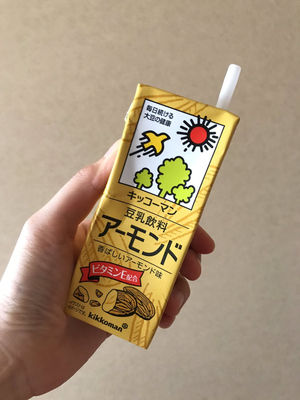 毎日続ける
大豆の健康
キッコーマン
豆乳飲料
アーモンド
香ばしいアーモンド味
ビタミンE配合
kikkoman®